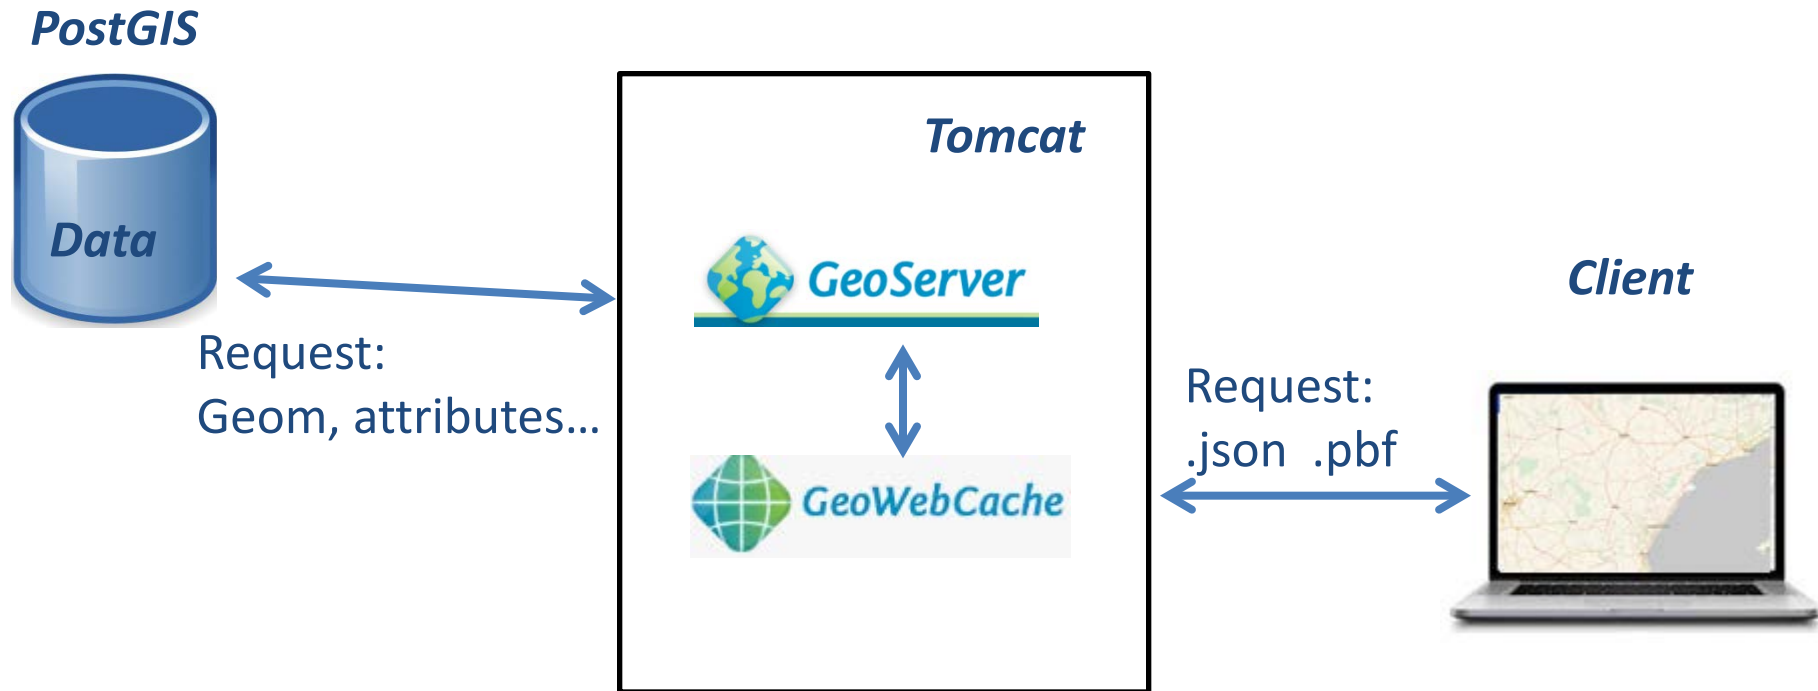 PostGIS
Data
Request:
Geom, attributes…
Tomcat
GeoServer
GeoWebCache
Request:
.json .pbf
Client